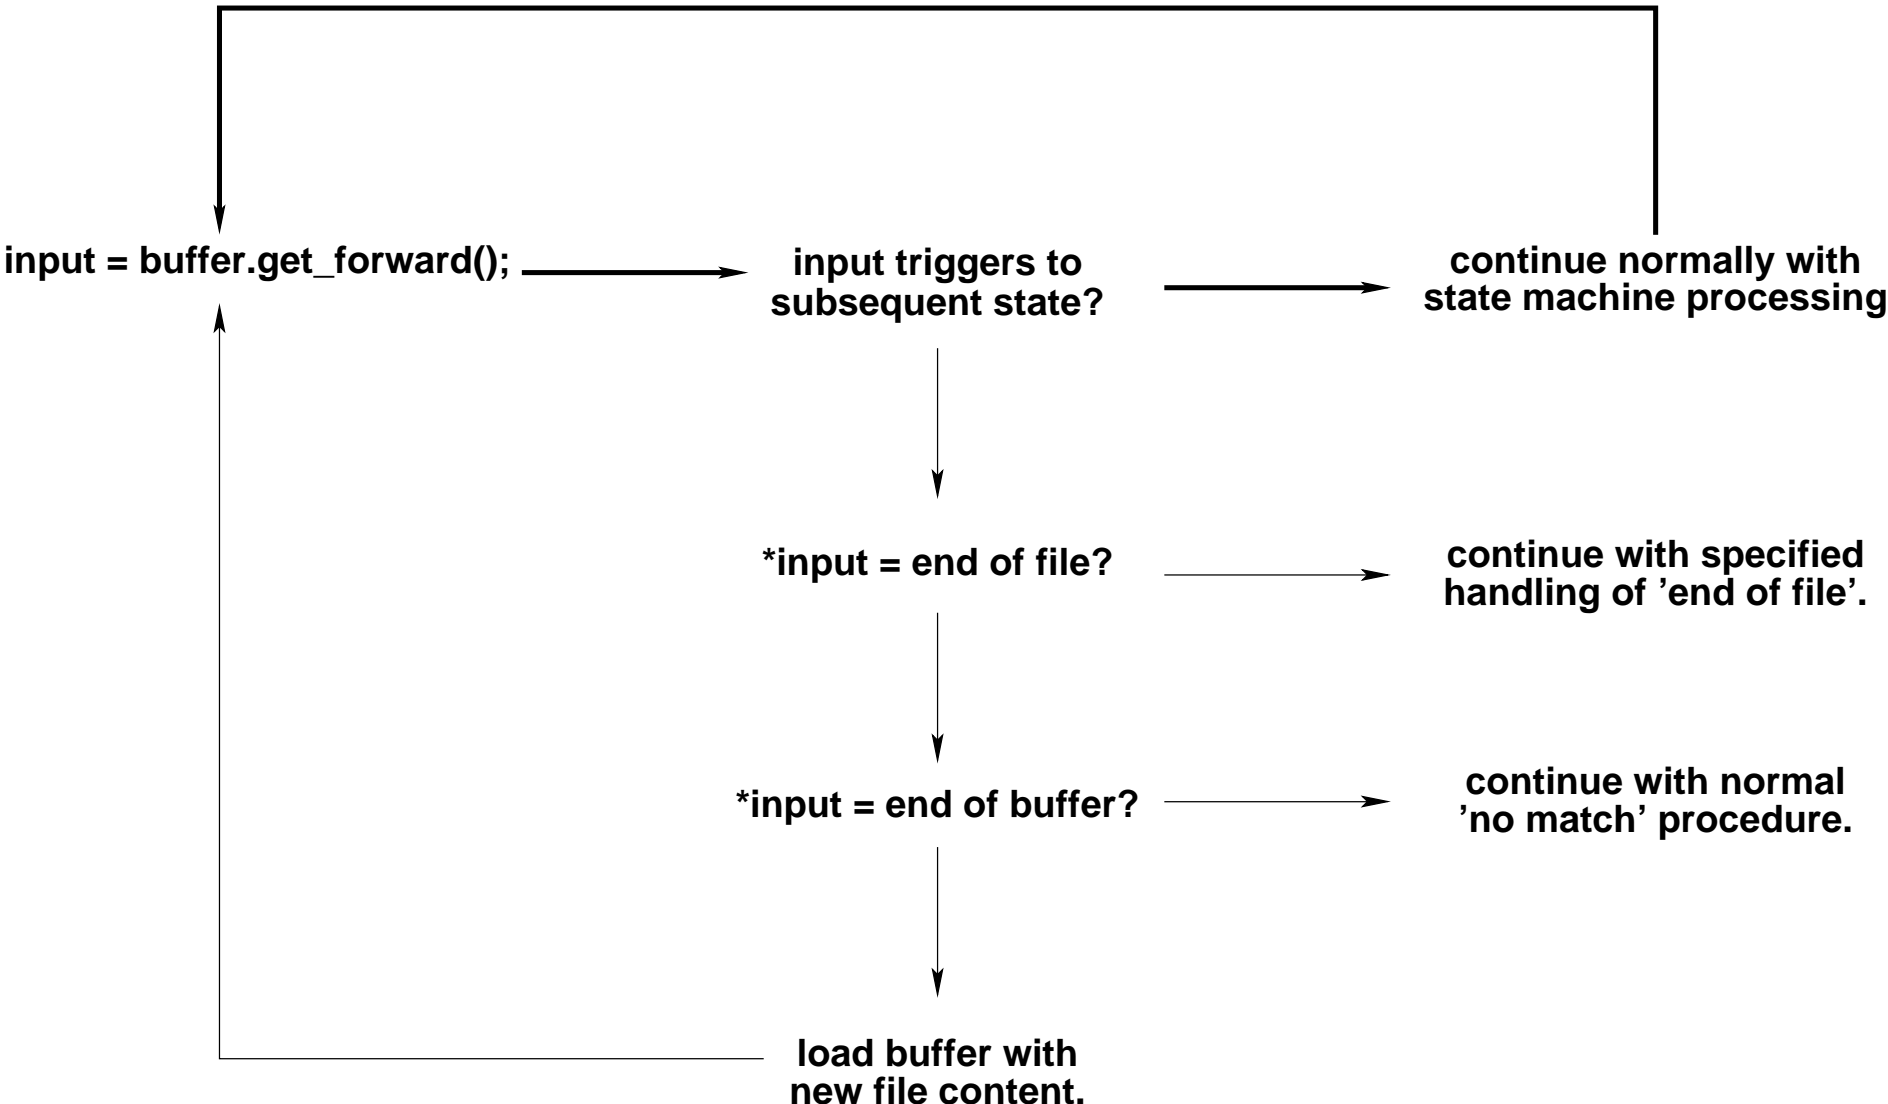 input = buffer.get_forward();
input triggers to
subsequent state?
continue normally with
state machine processing
*input = end of file?
continue with specified
handling of ’end of file’.
*input = end of buffer?
continue with normal
’no match’ procedure.
load buffer with
new file content.